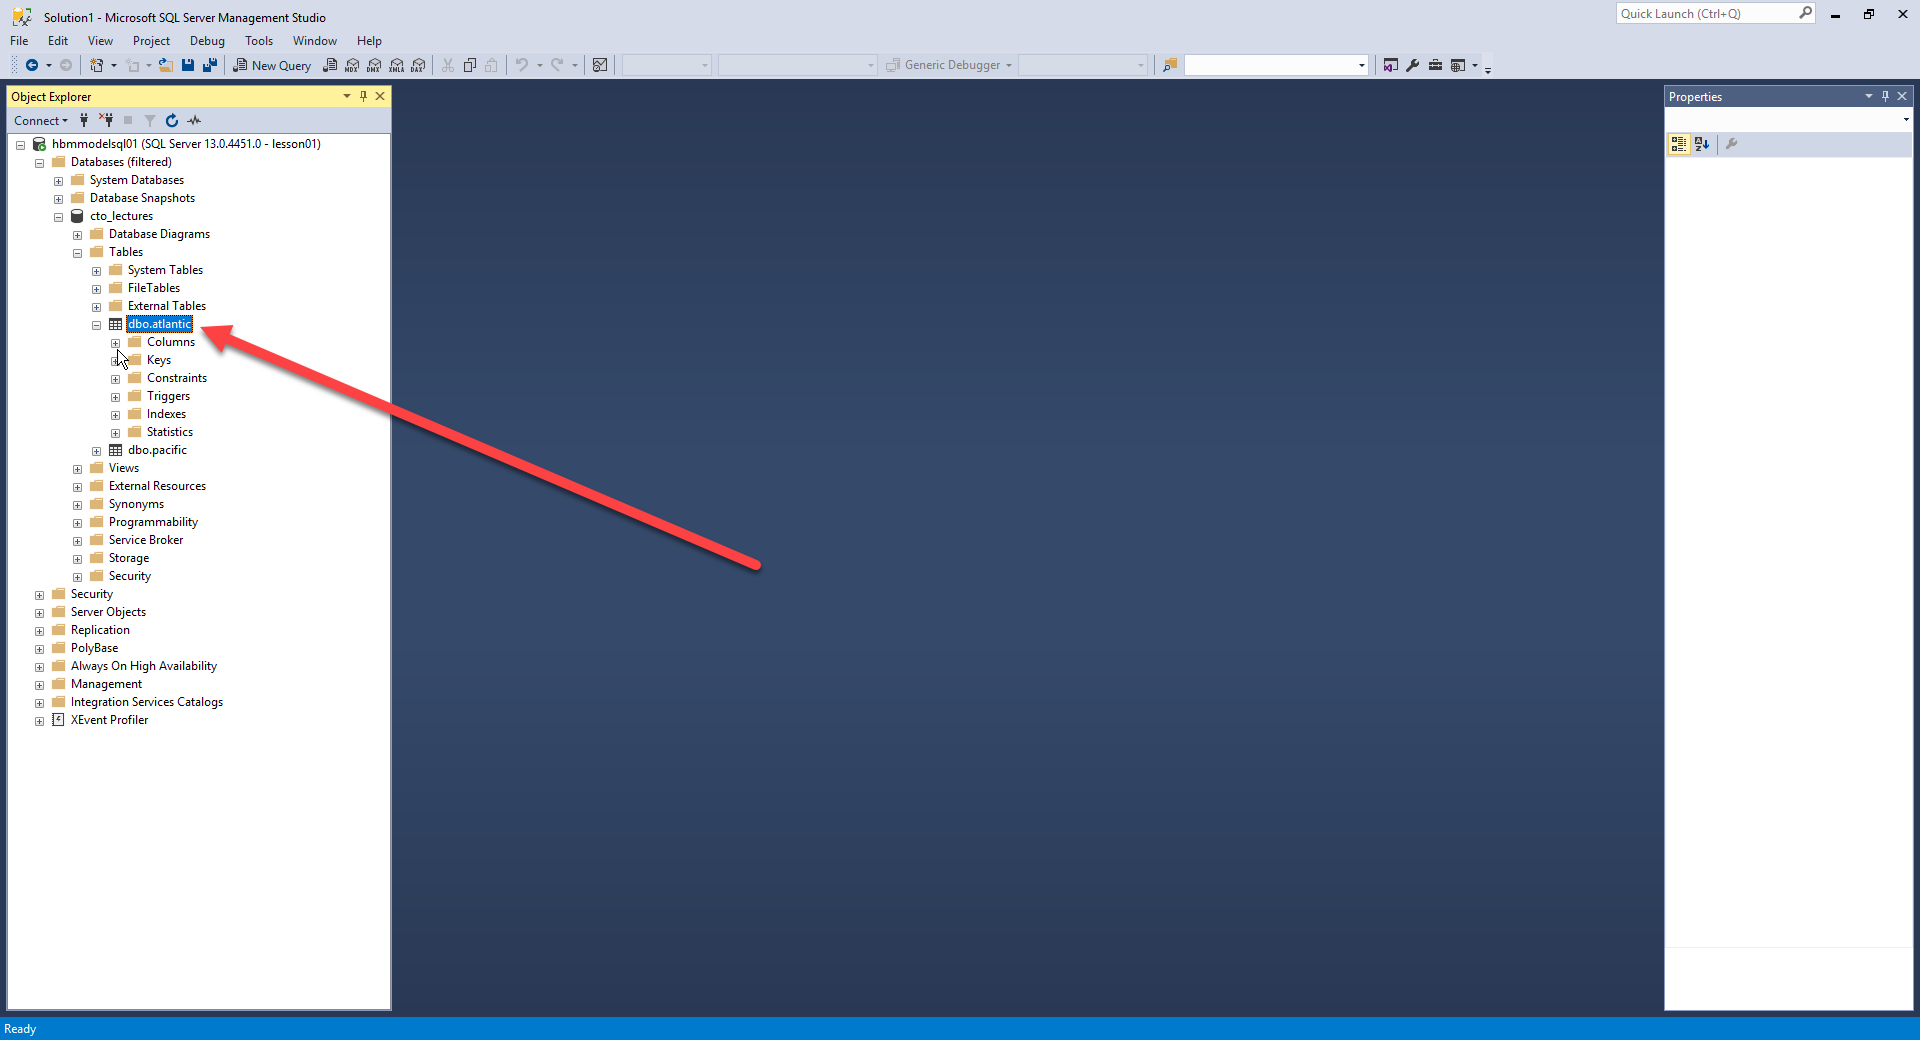 Solution1 - Microsoft SQL Server Management Studio
Quick Launch (Ctrl+Q)
File Edit View Project Debug Tools Window Help
New Query
MDX DMX XMLA DAX
Generic Debugger
Object Explorer
Connect
hbmmodelsql01 (SQL Server 13.0.4451.0 - lesson01)
Databases (filtered)
System Databases
Database Snapshots
cto_lectures
Database Diagrams
Tables
System Tables
FileTables
External Tables
dbo.atlantic
Columns
Keys
Constraints
Triggers
Indexes
Statistics
dbo.pacific
Views
External Resources
Synonyms
Programmability
Service Broker
Storage
Security
Security
Server Objects
Replication
PolyBase
Always On High Availability
Management
Integration Services Catalogs
XEvent Profiler
Properties
Ready